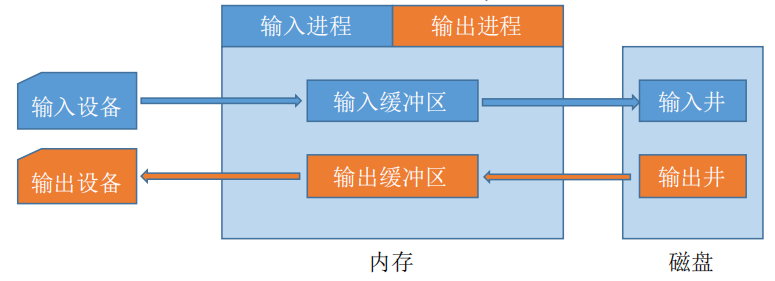 输入进程
输出进程
输入设备
输入缓冲区
输入井
输出设备
输出缓冲区
输出井
内存
磁盘